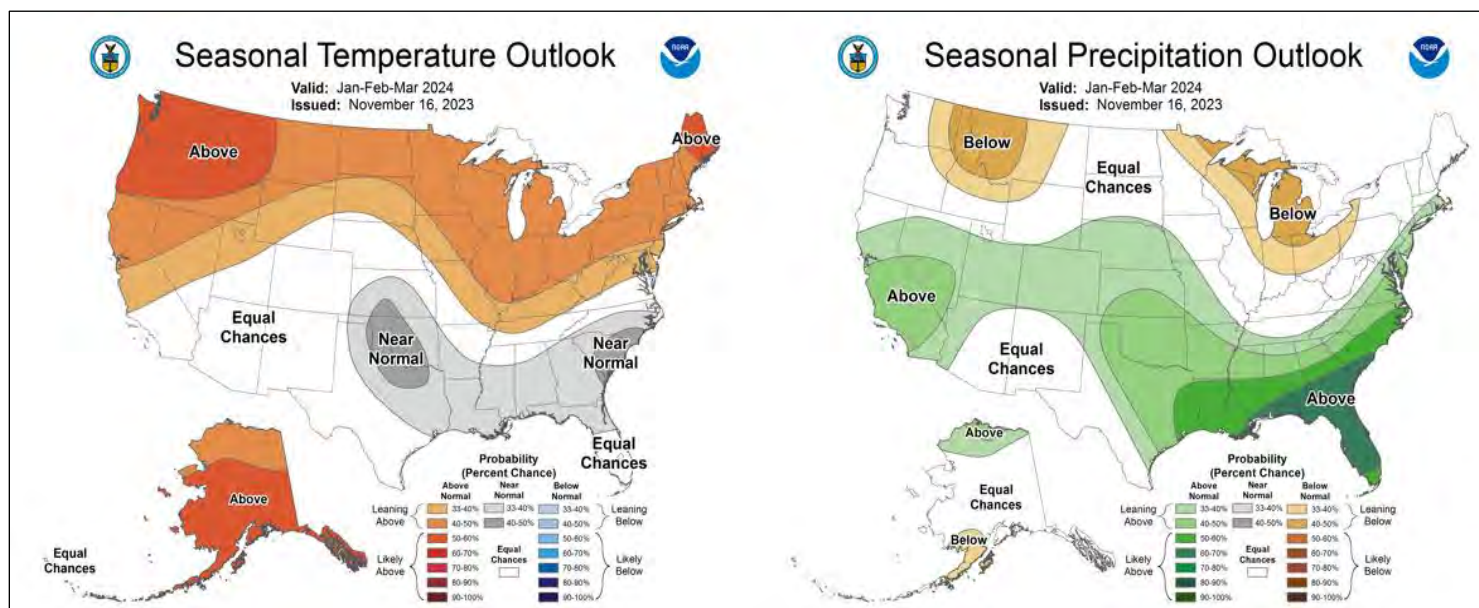 Seasonal Temperature Outlook
NOAA
Valid: Jan-Feb-Mar 2024
Issued: November 16, 2023
Above
Above
Equal
Chances
Near
Normal
Near
Normal
Equal
Chances
Above
Equal
Chances
Probability
(Percent Chance)
Above
Normal
Near
Normal
Below
Normal
Leaning
Above
33-40%
40-50%
33-40%
40-50%
33-40%
40-50%
Leaning
Below
Likely
Above
50-60%
60-70%
70-80%
80-90%
90-100%
Equal
Chances
50-60%
60-70%
70-80%
80-90%
90-100%
Likely
Below
Seasonal Precipitation Outlook
NOAA
Valid: Jan-Feb-Mar 2024
Issued: November 16, 2023
Below
Equal
Chances
Below
Above
Equal
Chances
Above
Above
Equal
Chances
Below
Probability
(Percent Chance)
Above
Normal
Near
Normal
Below
Normal
Leaning
Above
33-40%
40-50%
33-40%
40-50%
33-40%
40-50%
Leaning
Below
Likely
Above
50-60%
60-70%
70-80%
80-90%
90-100%
Equal
Chances
50-60%
60-70%
70-80%
80-90%
90-100%
Likely
Below